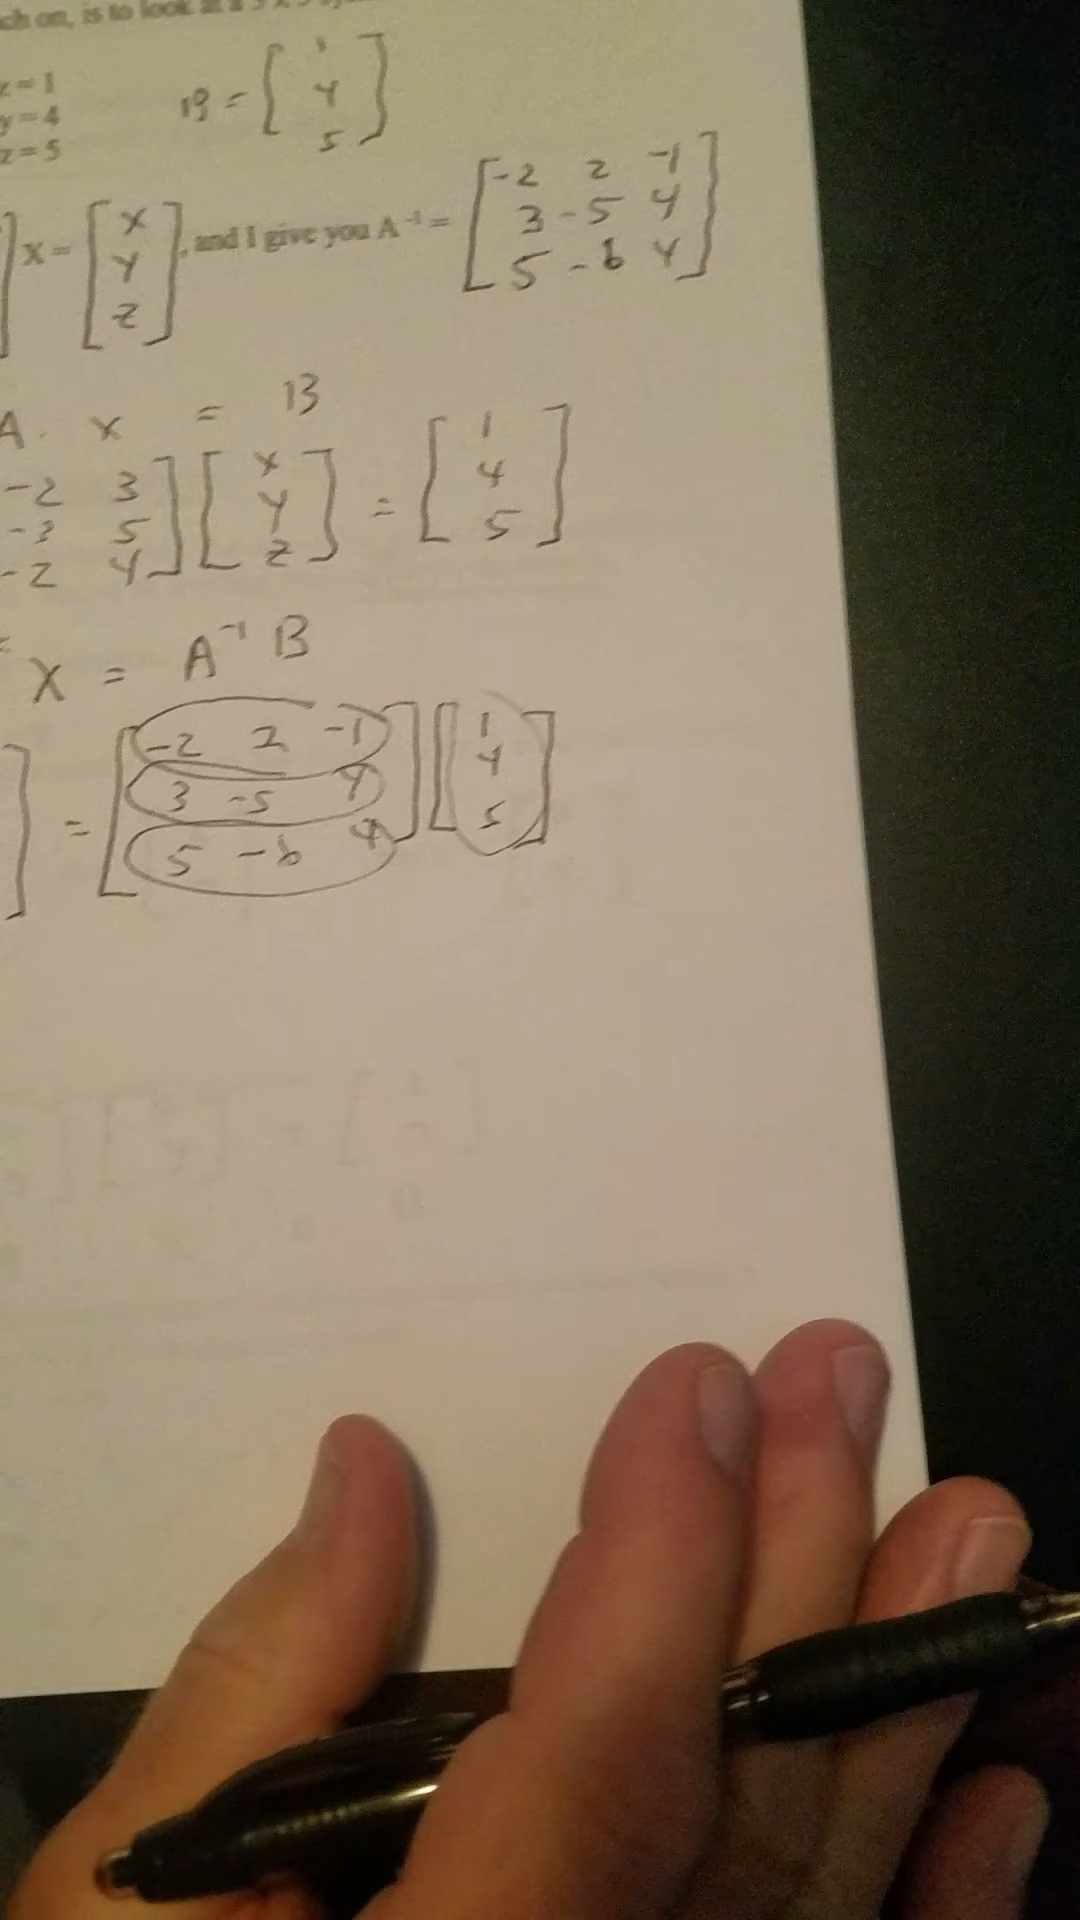 is to look at a
z = 1
y = 4
z = 5
B = [ 1
4
5 ]
X = [ X
Y
Z ], and I give you A⁻¹ = [ -2 2 -1
3 -5 4
5 -6 4 ]
A. X = B
-2 3 ] [ X = [ 1
-3 5 Y 4
-2 4 Z ] 5 ]
X = A⁻¹ B
] = [ -2 2 -1 ] [ 1 ]
3 -5 4 4
5 -6 4 5